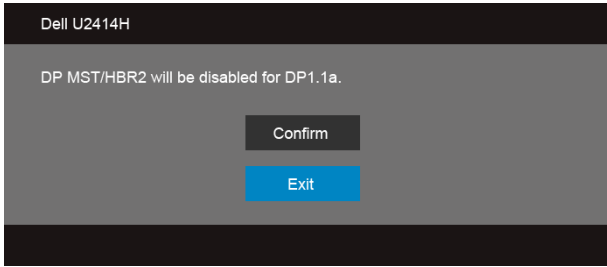 Dell U2414H
DP MST/HBR2 will be disabled for DP1.1a.
Confirm
Exit